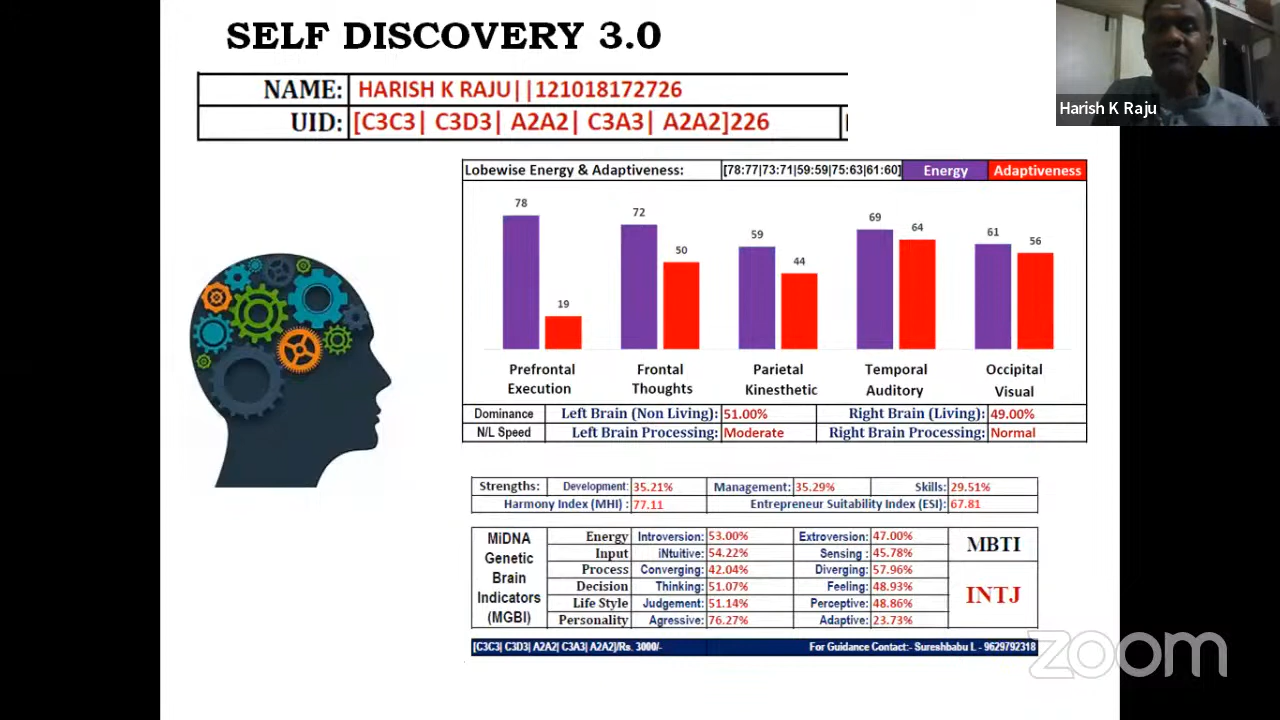 SELF DISCOVERY 3.0
NAME: HARISH K RAJU||121018172726
UID: [C3C3| C3D3| A2A2| C3A3| A2A2]226
Harish K Raju
Lobewise Energy & Adaptiveness: [78:77|73:71|59:59|75:63|61:60] Energy Adaptiveness
78 19 72 50 59 44 69 64 61 56
Prefrontal Frontal Parietal Temporal Occipital
Execution Thoughts Kinesthetic Auditory Visual
Dominance Left Brain (Non Living): 51.00% Right Brain (Living): 49.00%
N/L Speed Left Brain Processing: Moderate Right Brain Processing: Normal
Strengths: Development: 35.21% Management: 35.29% Skills: 29.51%
Harmony Index (MHI) : 77.11 Entrepreneur Suitability Index (ESI): 67.81
MiDNA Genetic Brain Indicators (MGBI)
Energy Introversion: 53.00% Extroversion: 47.00%
Input iNtuitive: 54.22% Sensing : 45.78%
Process Converging: 42.04% Diverging: 57.96%
Decision Thinking: 51.07% Feeling: 48.93%
Life Style Judgement: 51.14% Perceptive: 48.86%
Personality Agressive: 76.27% Adaptive: 23.73%
MBTI
INTJ
[C3C3| C3D3| A2A2| C3A3| A2A2]/Rs. 3000/- For Guidance Contact:- Sureshbabu L - 9629792318
zoom